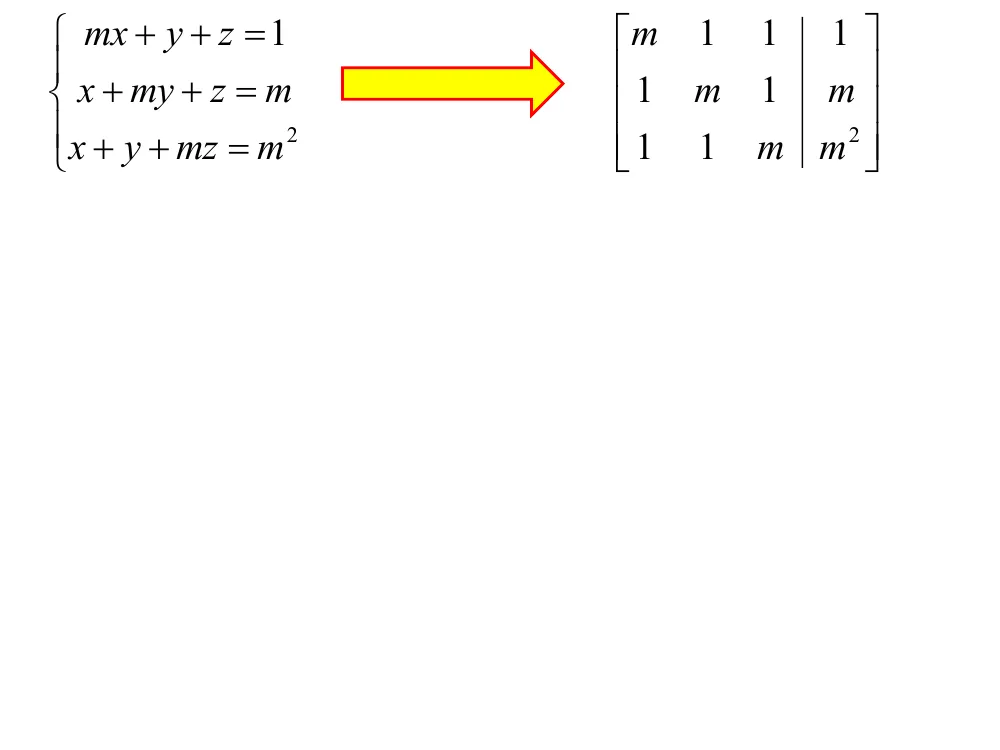 mx + y + z = 1
x + my + z = m
x + y + mz = m²
m 1 1 | 1
1 m 1 | m
1 1 m | m²